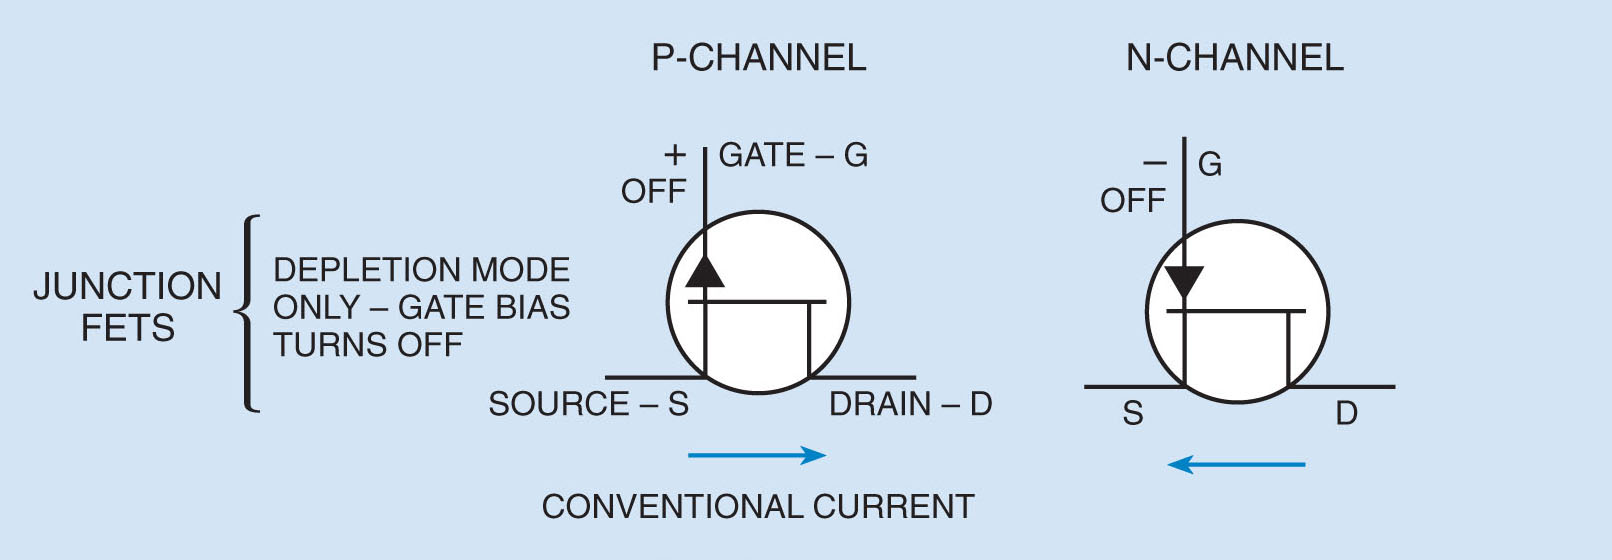 P-CHANNEL
N-CHANNEL
+
GATE – G
OFF
– G
OFF
JUNCTION
FETS
DEPLETION MODE
ONLY – GATE BIAS
TURNS OFF
SOURCE – S
DRAIN – D
S
D
CONVENTIONAL CURRENT